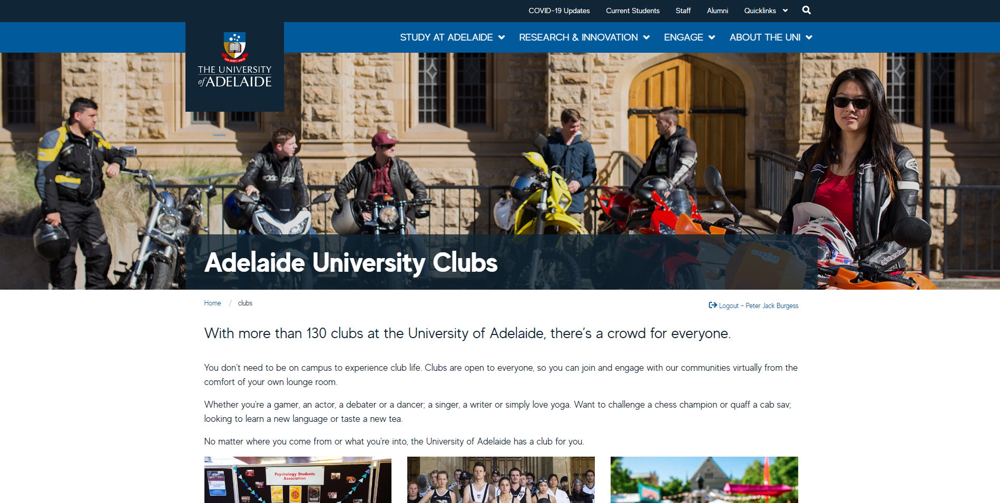 COVID-19 Updates Current Students Staff Alumni Quicklinks
STUDY AT ADELAIDE RESEARCH & INNOVATION ENGAGE ABOUT THE UNI
THE UNIVERSITY
of ADELAIDE
Adelaide University Clubs
Home / clubs
Logout - Peter Jack Burgess
With more than 130 clubs at the University of Adelaide, there's a crowd for everyone.
You don't need to be on campus to experience club life. Clubs are open to everyone, so you can join and engage with our communities virtually from the
comfort of your own lounge room.
Whether you're a gamer, an actor, a debater or a dancer; a singer, a writer or simply love yoga. Want to challenge a chess champion or quaff a cab sav;
looking to learn a new language or taste a new tea.
No matter where you come from or what you're into, the University of Adelaide has a club for you.
Psychology Students
Association